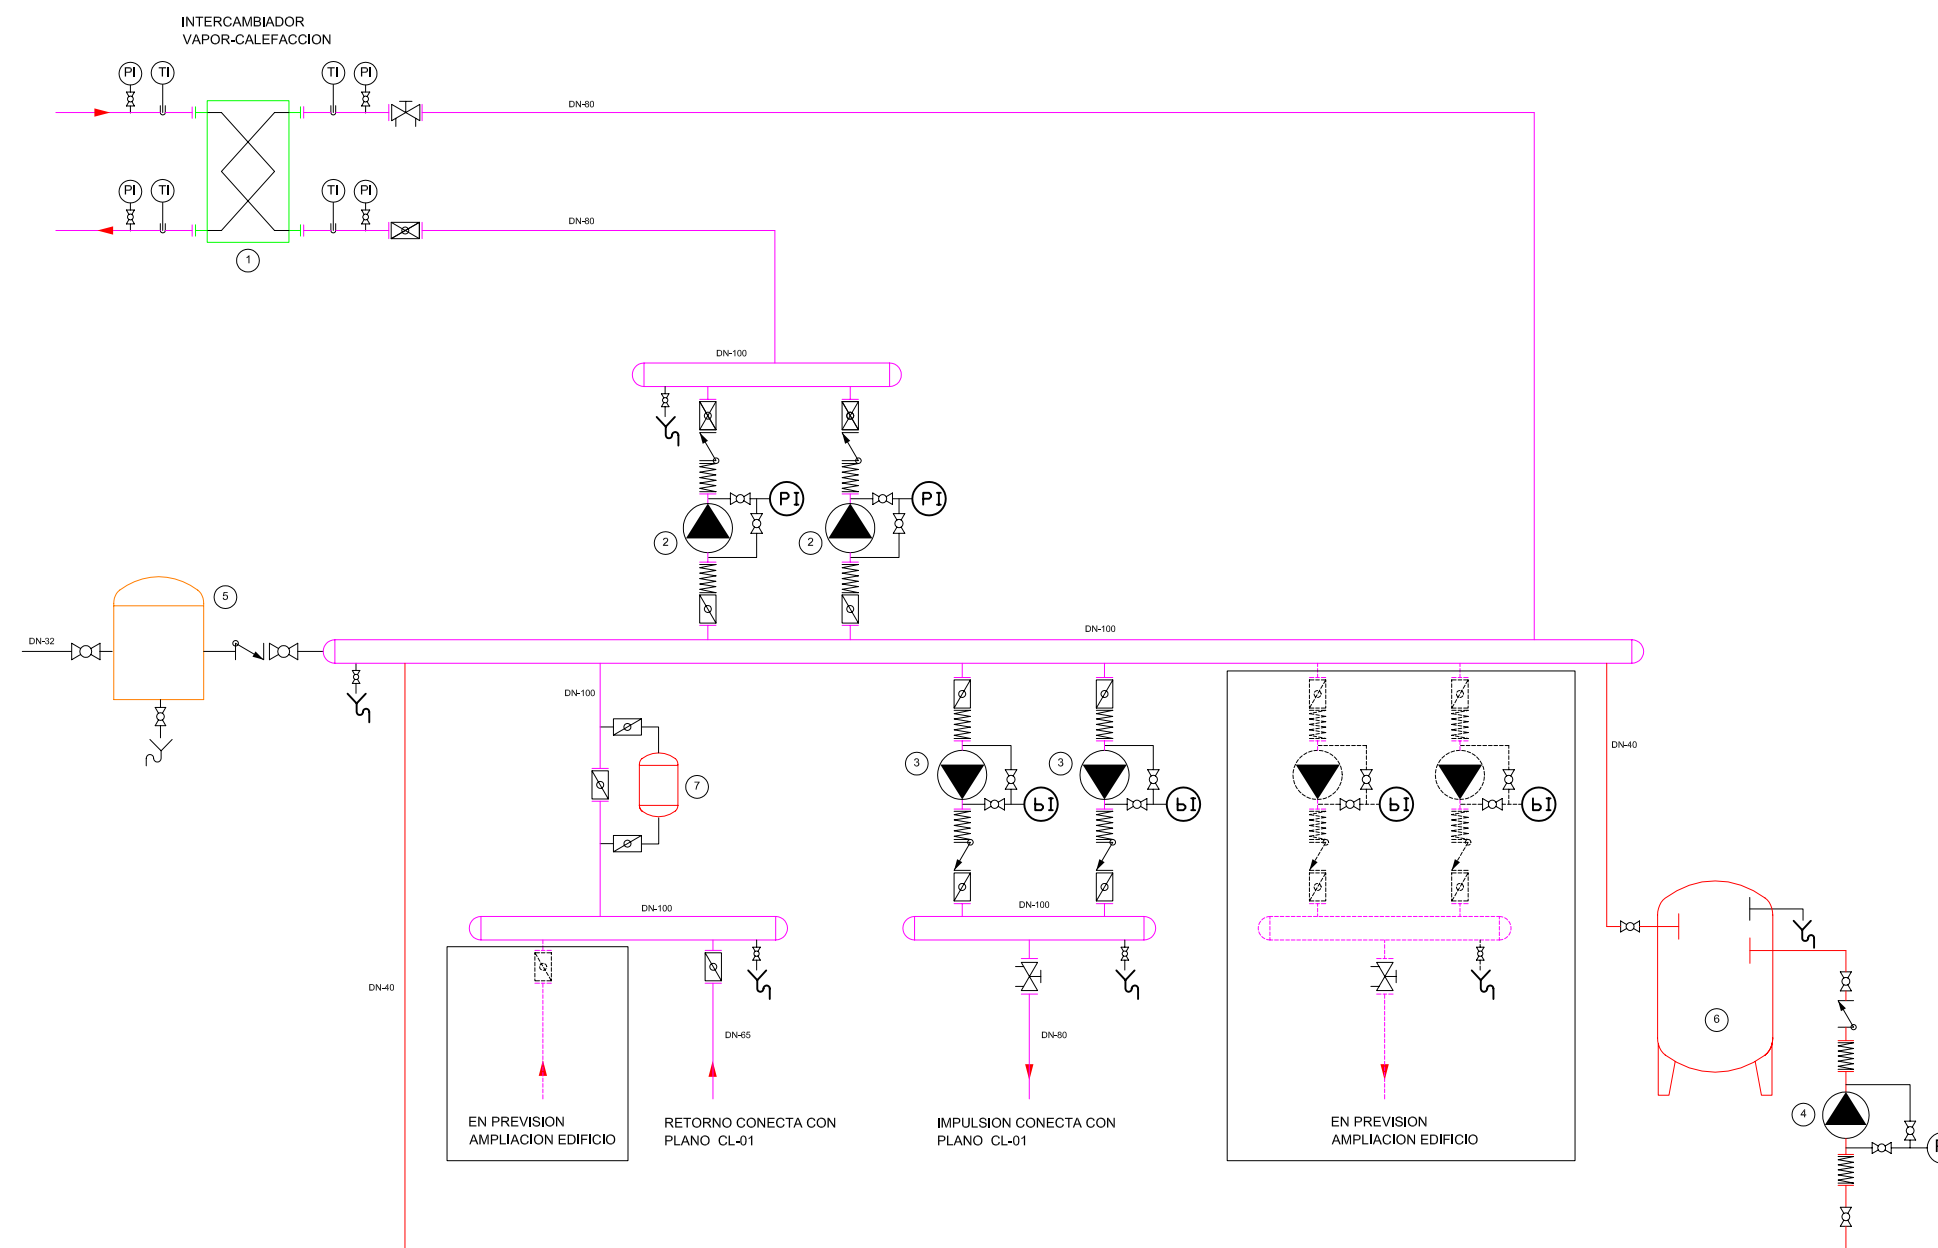 INTERCAMBIADOR
VAPOR-CALEFACCION
PI TI TI PI
DN-80
PI TI TI PI
DN-80
1
DN-100
PI PI
2 2
5
DN-32
DN-100
DN-100
DN-40
3 3
7
PI PI PI PI
DN-100
DN-100
DN-40
6
DN-65
DN-80
4
EN PREVISION
AMPLIACION EDIFICIO
RETORNO CONECTA CON
PLANO CL-01
IMPULSION CONECTA CON
PLANO CL-01
EN PREVISION
AMPLIACION EDIFICIO